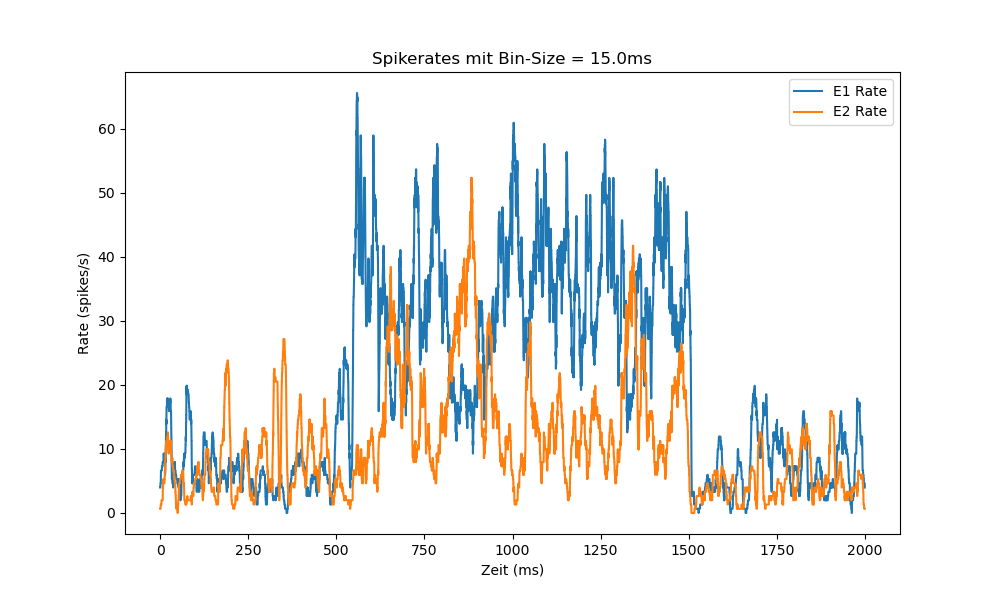 Spikerates mit Bin-Size = 15.0ms
E1 Rate
E2 Rate
60
50
40
30
20
10
0
Rate (spikes/s)
0 250 500 750 1000 1250 1500 1750 2000
Zeit (ms)